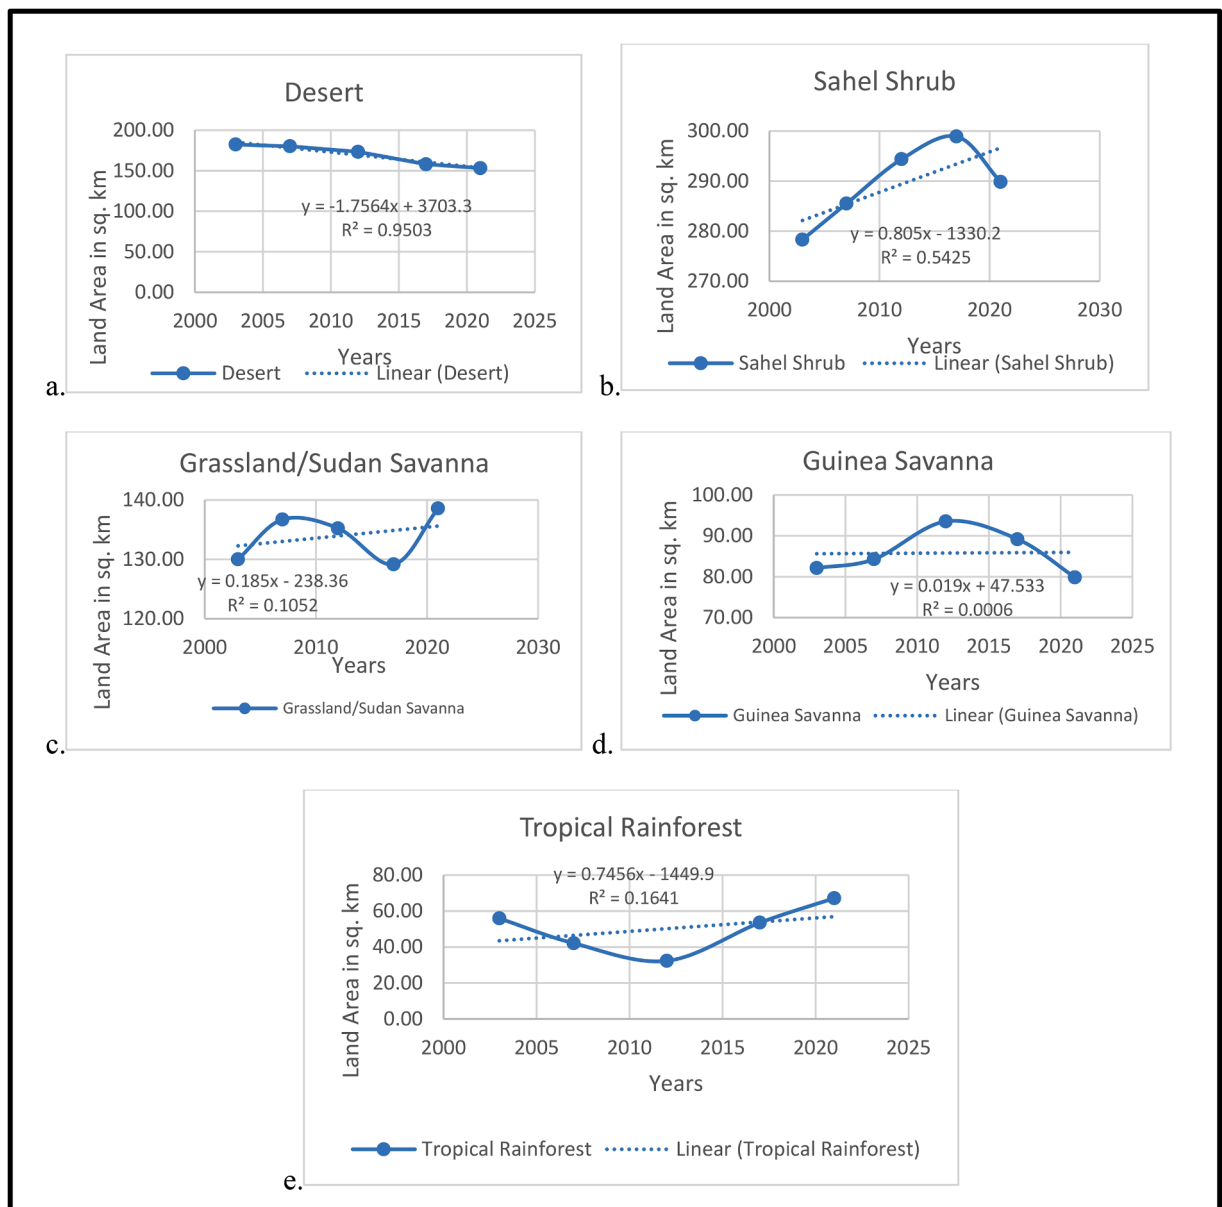 Desert
200.00
150.00
100.00
50.00
0.00
Land Area in sq. km
y = -1.7564x + 3703.3
R² = 0.9503
2000 2005 2010 2015 2020 2025
Years
Desert Linear (Desert)
a.
Sahel Shrub
300.00
290.00
280.00
270.00
Land Area in sq. km
y = 0.805x - 1330.2
R² = 0.5425
2000 2010 2020 2030
Years
Sahel Shrub Linear (Sahel Shrub)
b.
Grassland/Sudan Savanna
140.00
130.00
120.00
Land Area in sq. km
y = 0.185x - 238.36
R² = 0.1052
2000 2010 2020 2030
Years
Grassland/Sudan Savanna
c.
Guinea Savanna
100.00
90.00
80.00
70.00
Land Area in sq. km
y = 0.019x + 47.533
R² = 0.0006
2000 2005 2010 2015 2020 2025
Years
Guinea Savanna Linear (Guinea Savanna)
d.
Tropical Rainforest
80.00
60.00
40.00
20.00
0.00
Land Area in sq. km
y = 0.7456x - 1449.9
R² = 0.1641
2000 2005 2010 2015 2020 2025
Years
Tropical Rainforest Linear (Tropical Rainforest)
e.